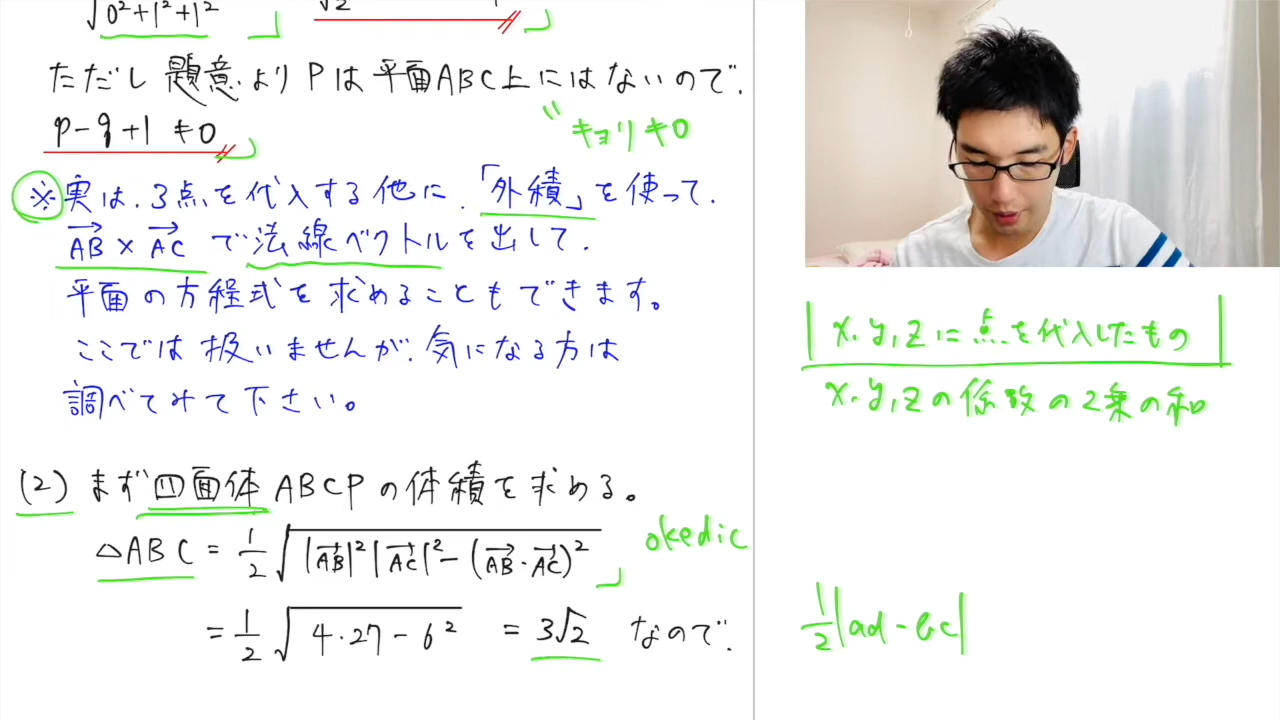 √0²+1²+1²
√2
ただし 題意より Pは平面ABC上にはないので、
p-q+1≠0
〃キョリ≠0
※実は、3点を代入する他に、「外積」を使って、
AB×AC で法線ベクトルを出して、
平面の方程式を求めることもできます。
ここでは扱いませんが、気になる方は
調べてみて下さい。
(2) まず四面体ABCPの体積を求める。
△ABC = 1/2 √|AB|²|AC|²-(AB・AC)²
okedic
= 1/2 √4・27-6² = 3√2 なので、
|x,y,zに点を代入したもの|
x,y,zの係数の2乗の和
1/2|ad-bc|